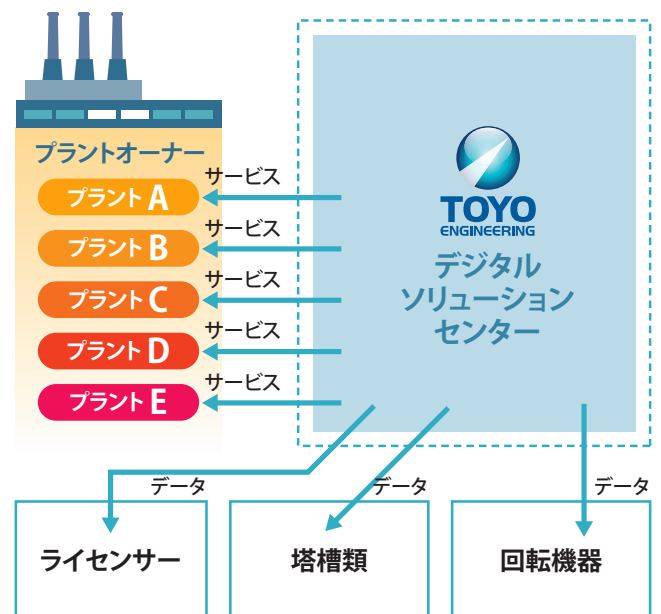 プラントオーナー
プラント A
プラント B
プラント C
プラント D
プラント E
サービス
サービス
サービス
サービス
サービス
TOYO
ENGINEERING
デジタル
ソリューション
センター
データ
データ
データ
ライセンサー
塔槽類
回転機器